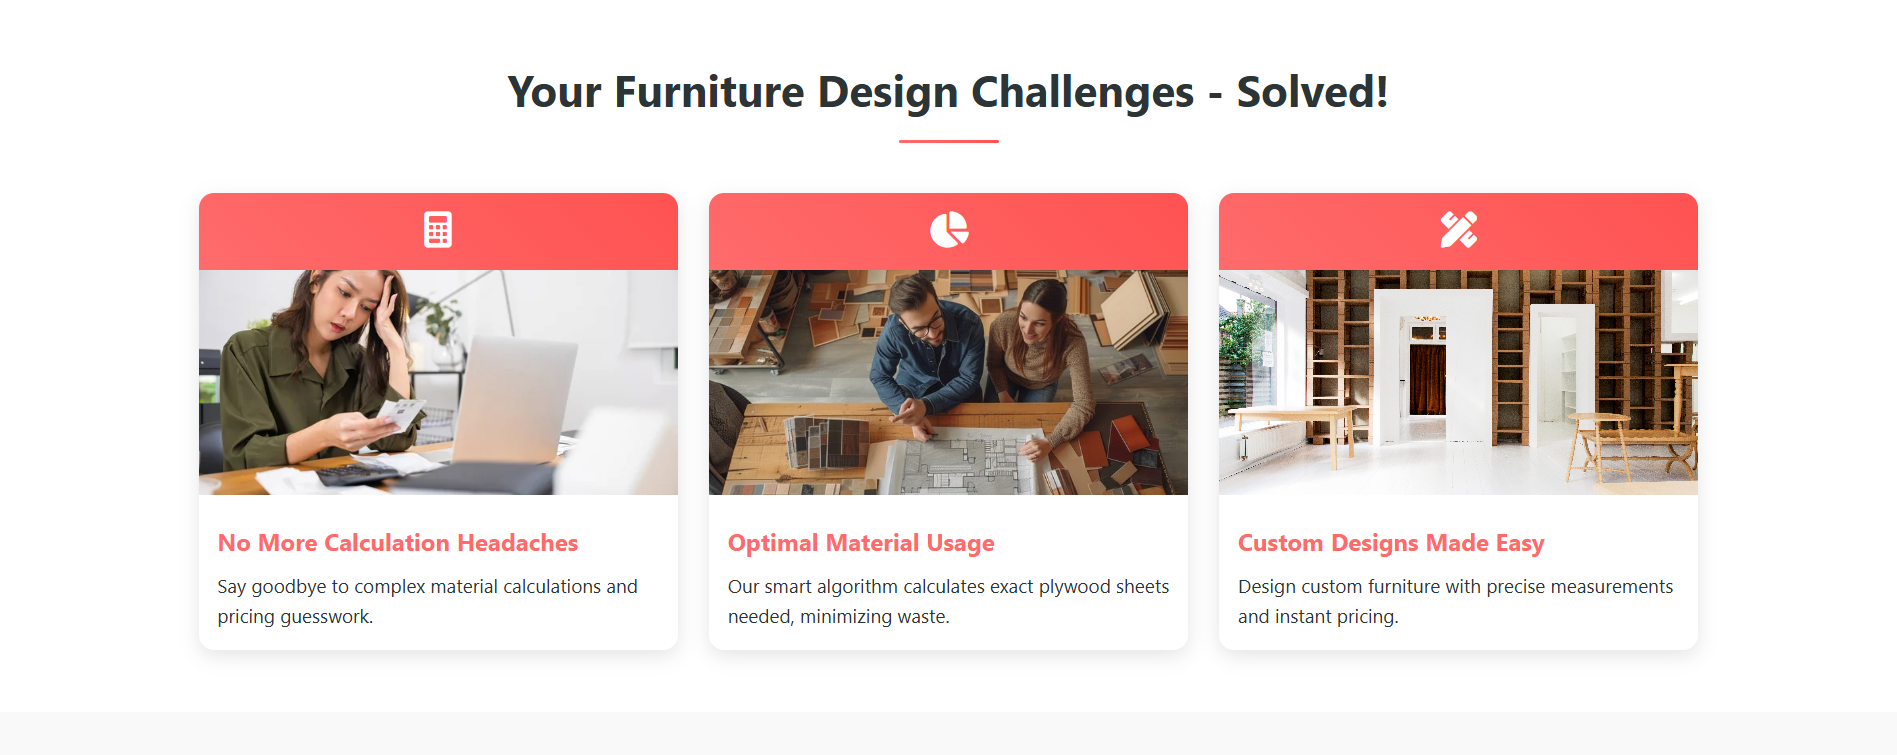 Your Furniture Design Challenges - Solved!
No More Calculation Headaches
Say goodbye to complex material calculations and
pricing guesswork.
Optimal Material Usage
Our smart algorithm calculates exact plywood sheets
needed, minimizing waste.
Custom Designs Made Easy
Design custom furniture with precise measurements
and instant pricing.